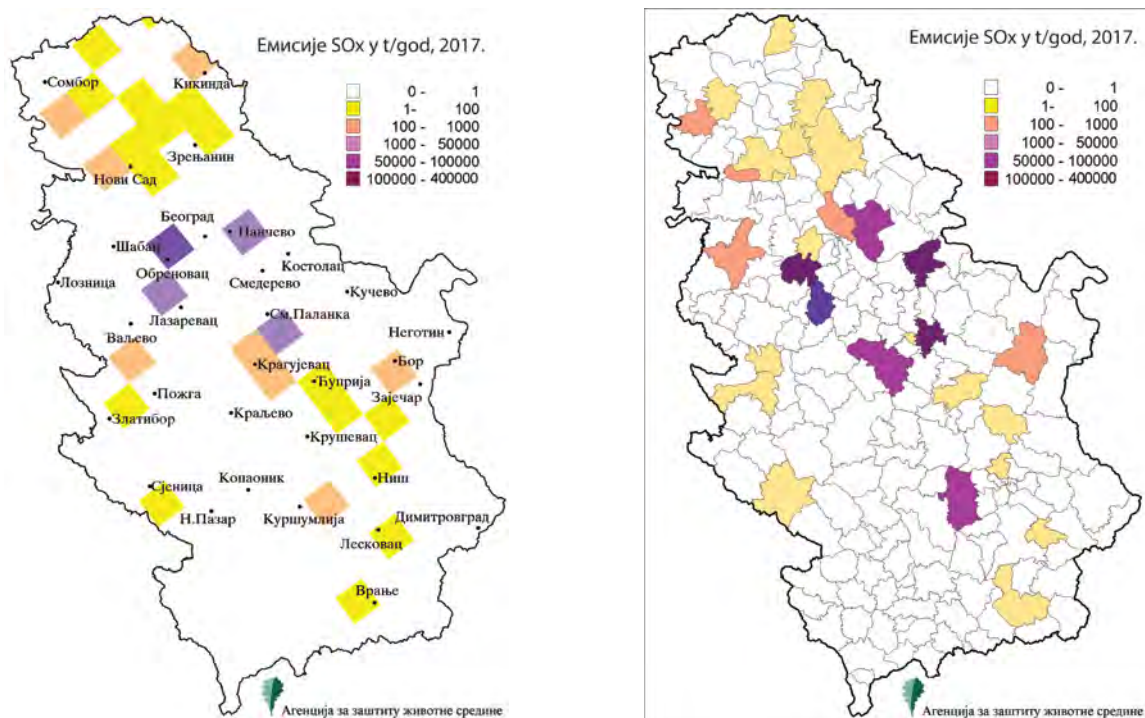 Емисије SOx у t/god, 2017.
0 - 1
1- 100
100 - 1000
1000 - 50000
50000 - 100000
100000 - 400000
Сомбор
Кикинда
Зрењанин
Нови Сад
Београд
Панчево
Шабац
Обреновац
Костолац
Лозница
Смедерево
Кучево
Лазаревац
См.Паланка
Ваљево
Неготин
Крагујевац
Бор
Ћуприја
Зајечар
Пожга
Златибор
Краљево
Крушевац
Ниш
Копаоник
Сјеница
Н.Пазар
Куршумлија
Димитровград
Лесковац
Врање
Агенција за заштиту животне средине
Емисије SOx у t/god, 2017.
0 - 1
1- 100
100 - 1000
1000 - 50000
50000 - 100000
100000 - 400000
Агенција за заштиту животне средине